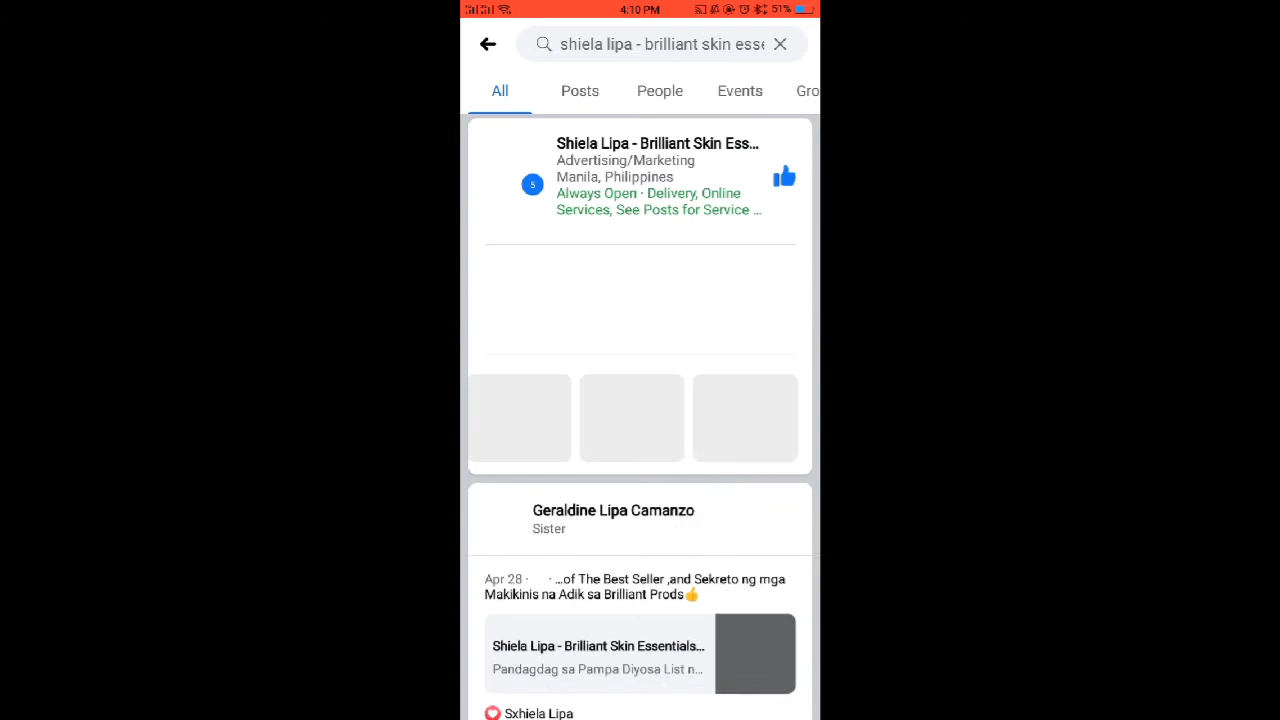 4:10 PM
51%
shiela lipa - brilliant skin esse
All
Posts
People
Events
Gro
Shiela Lipa - Brilliant Skin Ess...
Advertising/Marketing
Manila, Philippines
5
Always Open · Delivery, Online
Services, See Posts for Service ...
Geraldine Lipa Camanzo
Sister
Apr 28 · · ...of The Best Seller ,and Sekreto ng mga
Makikinis na Adik sa Brilliant Prods👍
Shiela Lipa - Brilliant Skin Essentials...
Pandagdag sa Pampa Diyosa List n...
Sxhiela Lipa